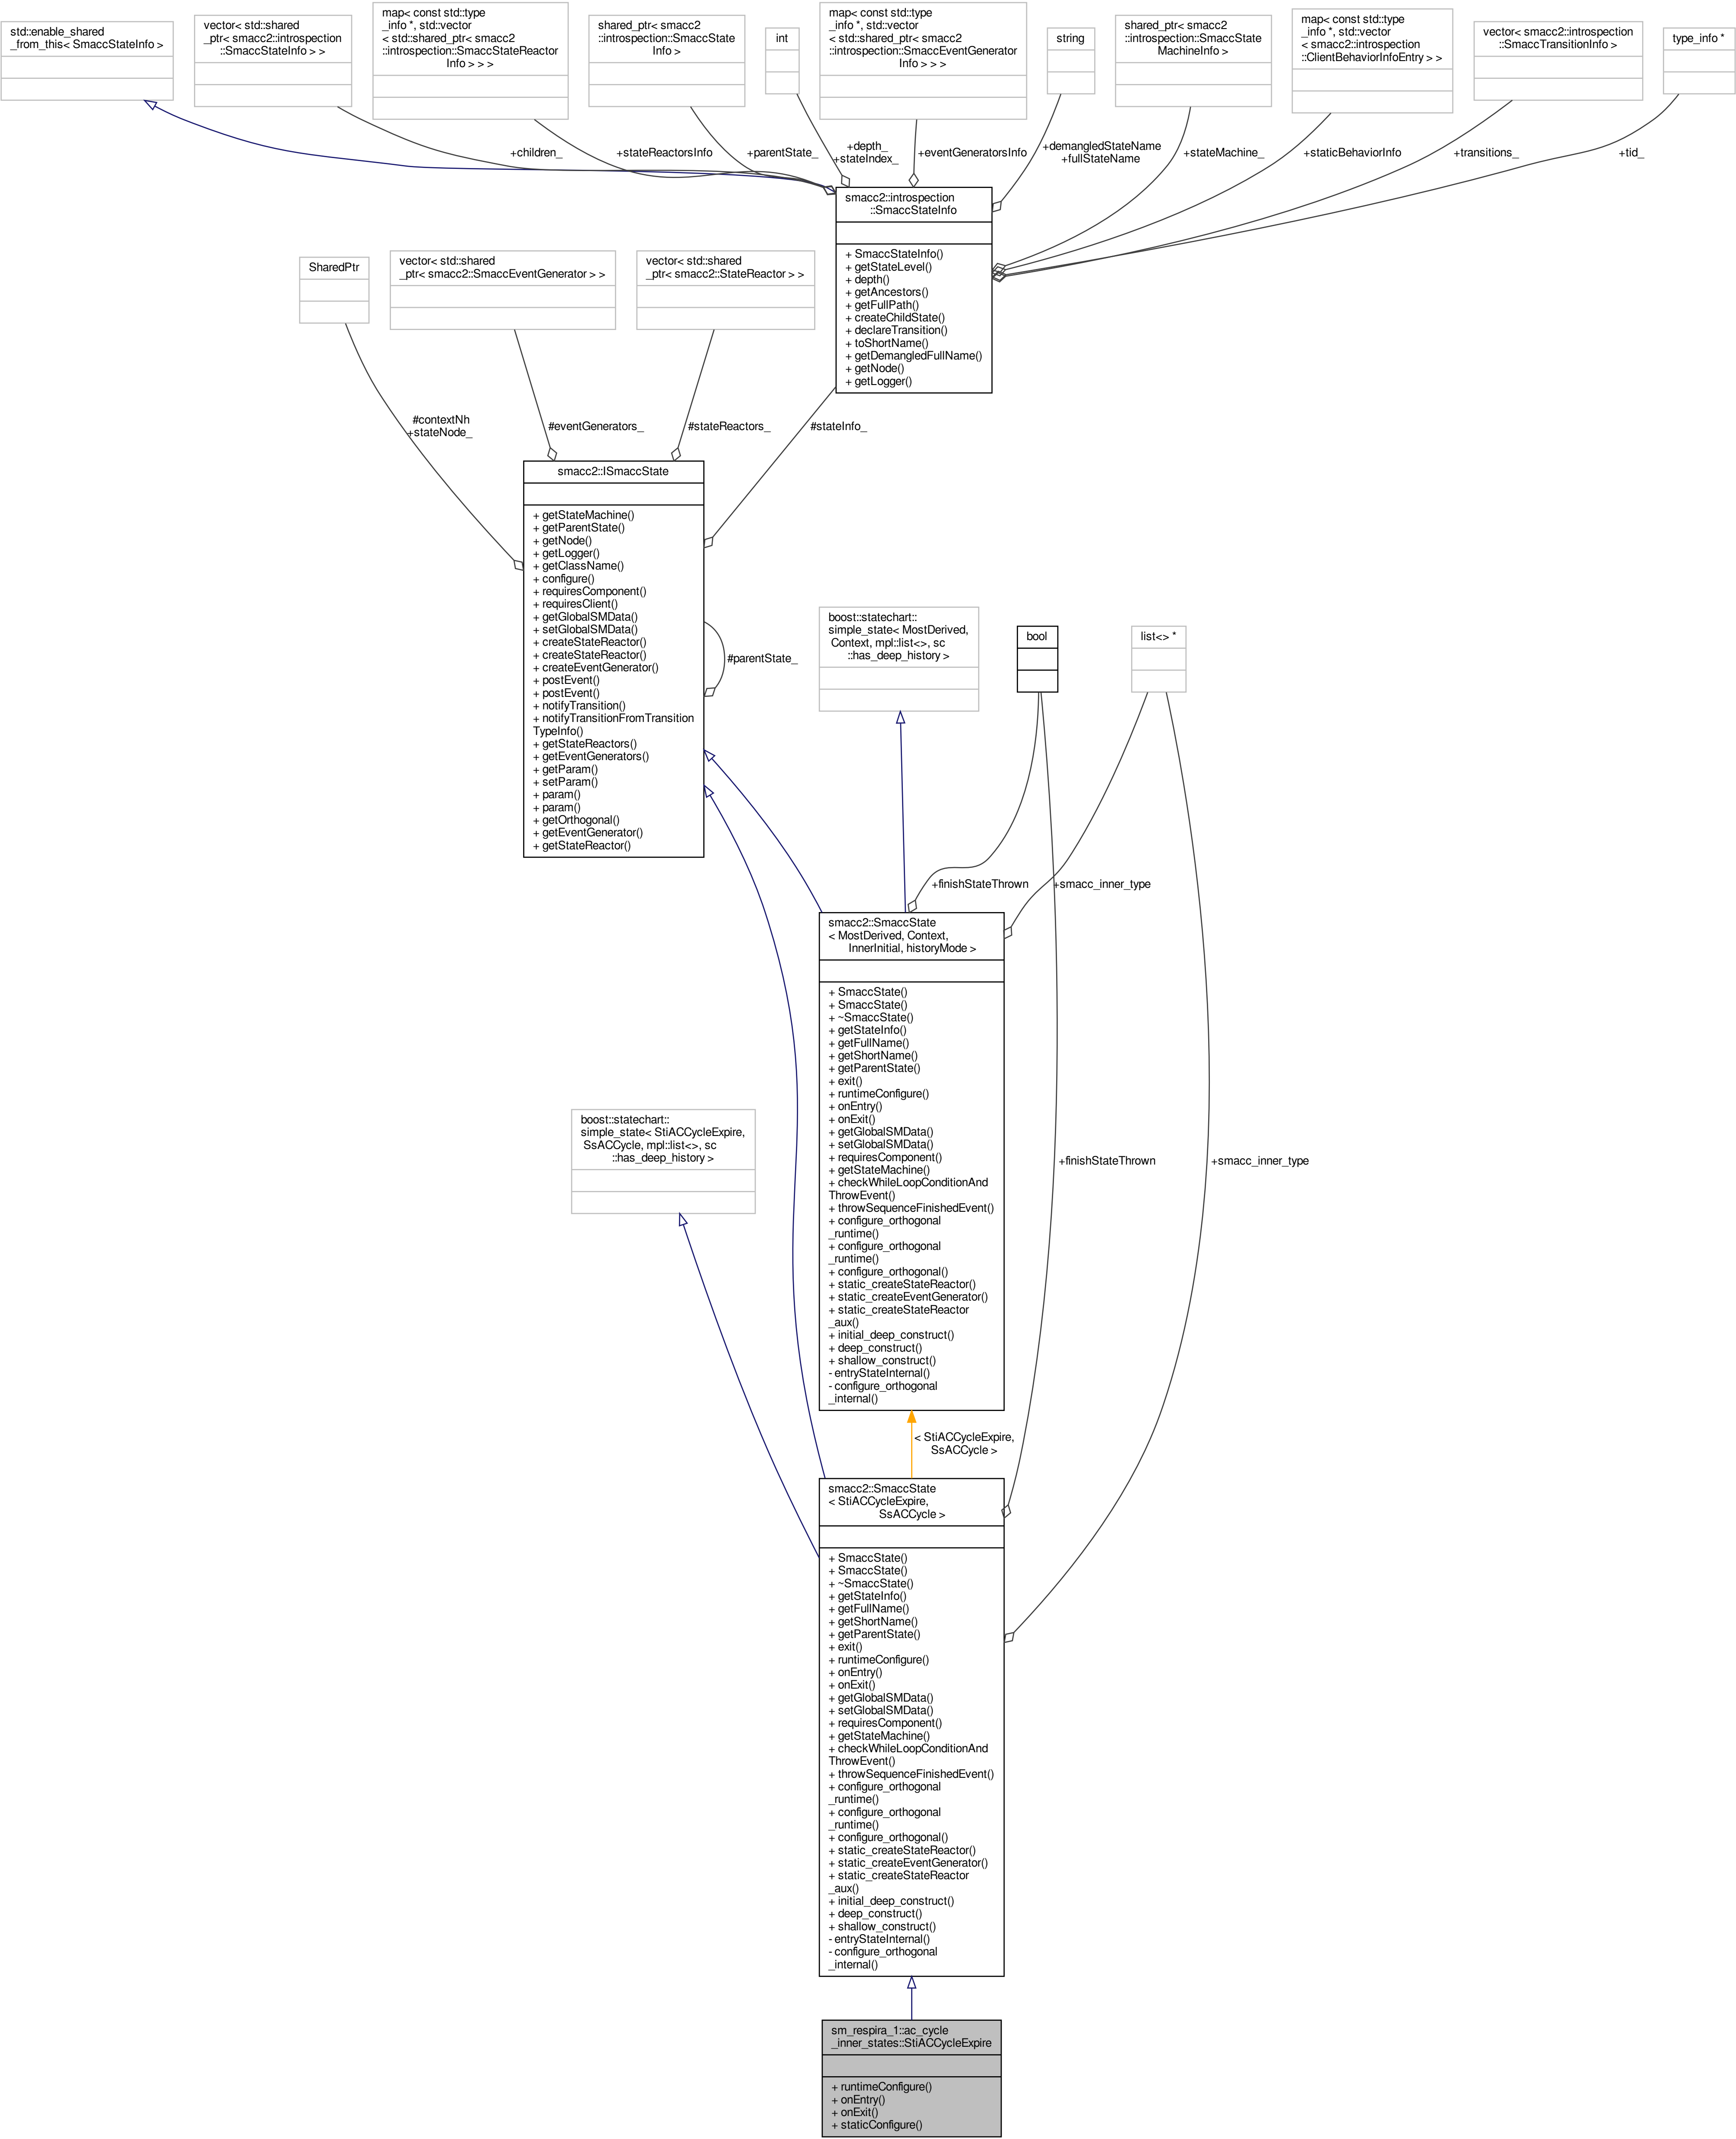 std::enable_shared
_from_this< SmaccStateInfo >
vector< std::shared
_ptr< smacc2::introspection
::SmaccStateInfo > >
map< const std::type
_info *, std::vector
< std::shared_ptr< smacc2
::introspection::SmaccStateReactor
Info > > >
shared_ptr< smacc2
::introspection::SmaccState
Info >
int
map< const std::type
_info *, std::vector
< std::shared_ptr< smacc2
::introspection::SmaccEventGenerator
Info > > >
string
shared_ptr< smacc2
::introspection::SmaccState
MachineInfo >
map< const std::type
_info *, std::vector
< smacc2::introspection
::ClientBehaviorInfoEntry > >
vector< smacc2::introspection
::SmaccTransitionInfo >
type_info *
+children_
+stateReactorsInfo
+parentState_
+depth_
+stateIndex_
+eventGeneratorsInfo
+demangledStateName
+fullStateName
+stateMachine_
+staticBehaviorInfo
+transitions_
+tid_
smacc2::introspection
::SmaccStateInfo
+ SmaccStateInfo()
+ getStateLevel()
+ depth()
+ getAncestors()
+ getFullPath()
+ createChildState()
+ declareTransition()
+ toShortName()
+ getDemangledFullName()
+ getNode()
+ getLogger()
SharedPtr
vector< std::shared
_ptr< smacc2::SmaccEventGenerator > >
vector< std::shared
_ptr< smacc2::StateReactor > >
#contextNh
+stateNode_
#eventGenerators_
#stateReactors_
#stateInfo_
smacc2::ISmaccState
+ getStateMachine()
+ getParentState()
+ getNode()
+ getLogger()
+ getClassName()
+ configure()
+ requiresComponent()
+ requiresClient()
+ getGlobalSMData()
+ setGlobalSMData()
+ createStateReactor()
+ createStateReactor()
+ createEventGenerator()
+ postEvent()
+ postEvent()
+ notifyTransition()
+ notifyTransitionFromTransition
TypeInfo()
+ getStateReactors()
+ getEventGenerators()
+ getParam()
+ setParam()
+ param()
+ param()
+ getOrthogonal()
+ getEventGenerator()
+ getStateReactor()
#parentState_
boost::statechart::
simple_state< MostDerived,
Context, mpl::list<>, sc
::has_deep_history >
bool
list<> *
+finishStateThrown
+smacc_inner_type
smacc2::SmaccState
< MostDerived, Context,
InnerInitial, historyMode >
+ SmaccState()
+ SmaccState()
+ ~SmaccState()
+ getStateInfo()
+ getFullName()
+ getShortName()
+ getParentState()
+ exit()
+ runtimeConfigure()
+ onEntry()
+ onExit()
+ getGlobalSMData()
+ setGlobalSMData()
+ requiresComponent()
+ getStateMachine()
+ checkWhileLoopConditionAnd
ThrowEvent()
+ throwSequenceFinishedEvent()
+ configure_orthogonal
_runtime()
+ configure_orthogonal
_runtime()
+ configure_orthogonal()
+ static_createStateReactor()
+ static_createEventGenerator()
+ static_createStateReactor
_aux()
+ initial_deep_construct()
+ deep_construct()
+ shallow_construct()
- entryStateInternal()
- configure_orthogonal
_internal()
boost::statechart::
simple_state< StiACCycleExpire,
SsACCycle, mpl::list<>, sc
::has_deep_history >
+finishStateThrown
+smacc_inner_type
< StiACCycleExpire,
SsACCycle >
smacc2::SmaccState
< StiACCycleExpire,
SsACCycle >
+ SmaccState()
+ SmaccState()
+ ~SmaccState()
+ getStateInfo()
+ getFullName()
+ getShortName()
+ getParentState()
+ exit()
+ runtimeConfigure()
+ onEntry()
+ onExit()
+ getGlobalSMData()
+ setGlobalSMData()
+ requiresComponent()
+ getStateMachine()
+ checkWhileLoopConditionAnd
ThrowEvent()
+ throwSequenceFinishedEvent()
+ configure_orthogonal
_runtime()
+ configure_orthogonal
_runtime()
+ configure_orthogonal()
+ static_createStateReactor()
+ static_createEventGenerator()
+ static_createStateReactor
_aux()
+ initial_deep_construct()
+ deep_construct()
+ shallow_construct()
- entryStateInternal()
- configure_orthogonal
_internal()
sm_respira_1::ac_cycle
_inner_states::StiACCycleExpire
+ runtimeConfigure()
+ onEntry()
+ onExit()
+ staticConfigure()